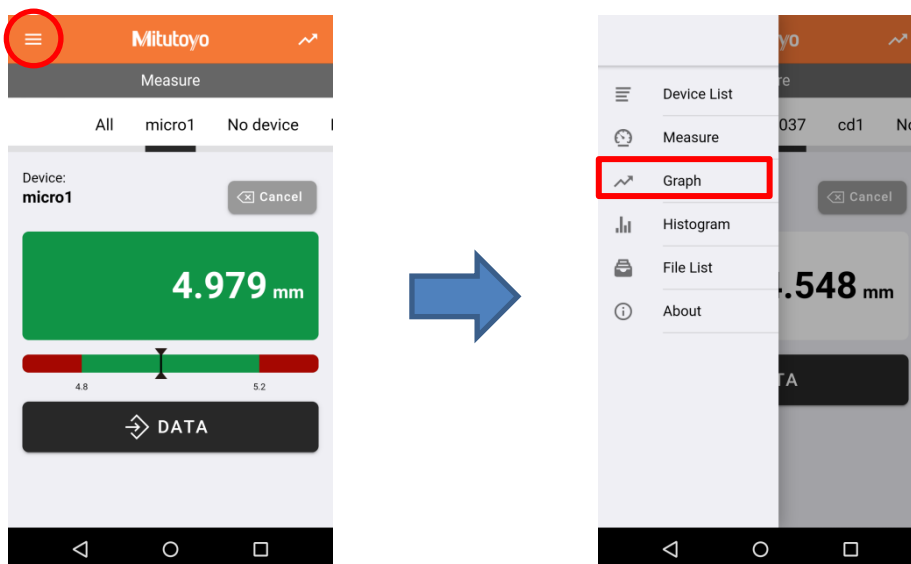 Mitutoyo
Measure
All micro1 No device
Device:
micro1
Cancel
4.979 mm
4.8 5.2
DATA
yo
re
Device List
037 cd1 No
Measure
Graph
Cancel
Histogram
File List
.548 mm
About
TA